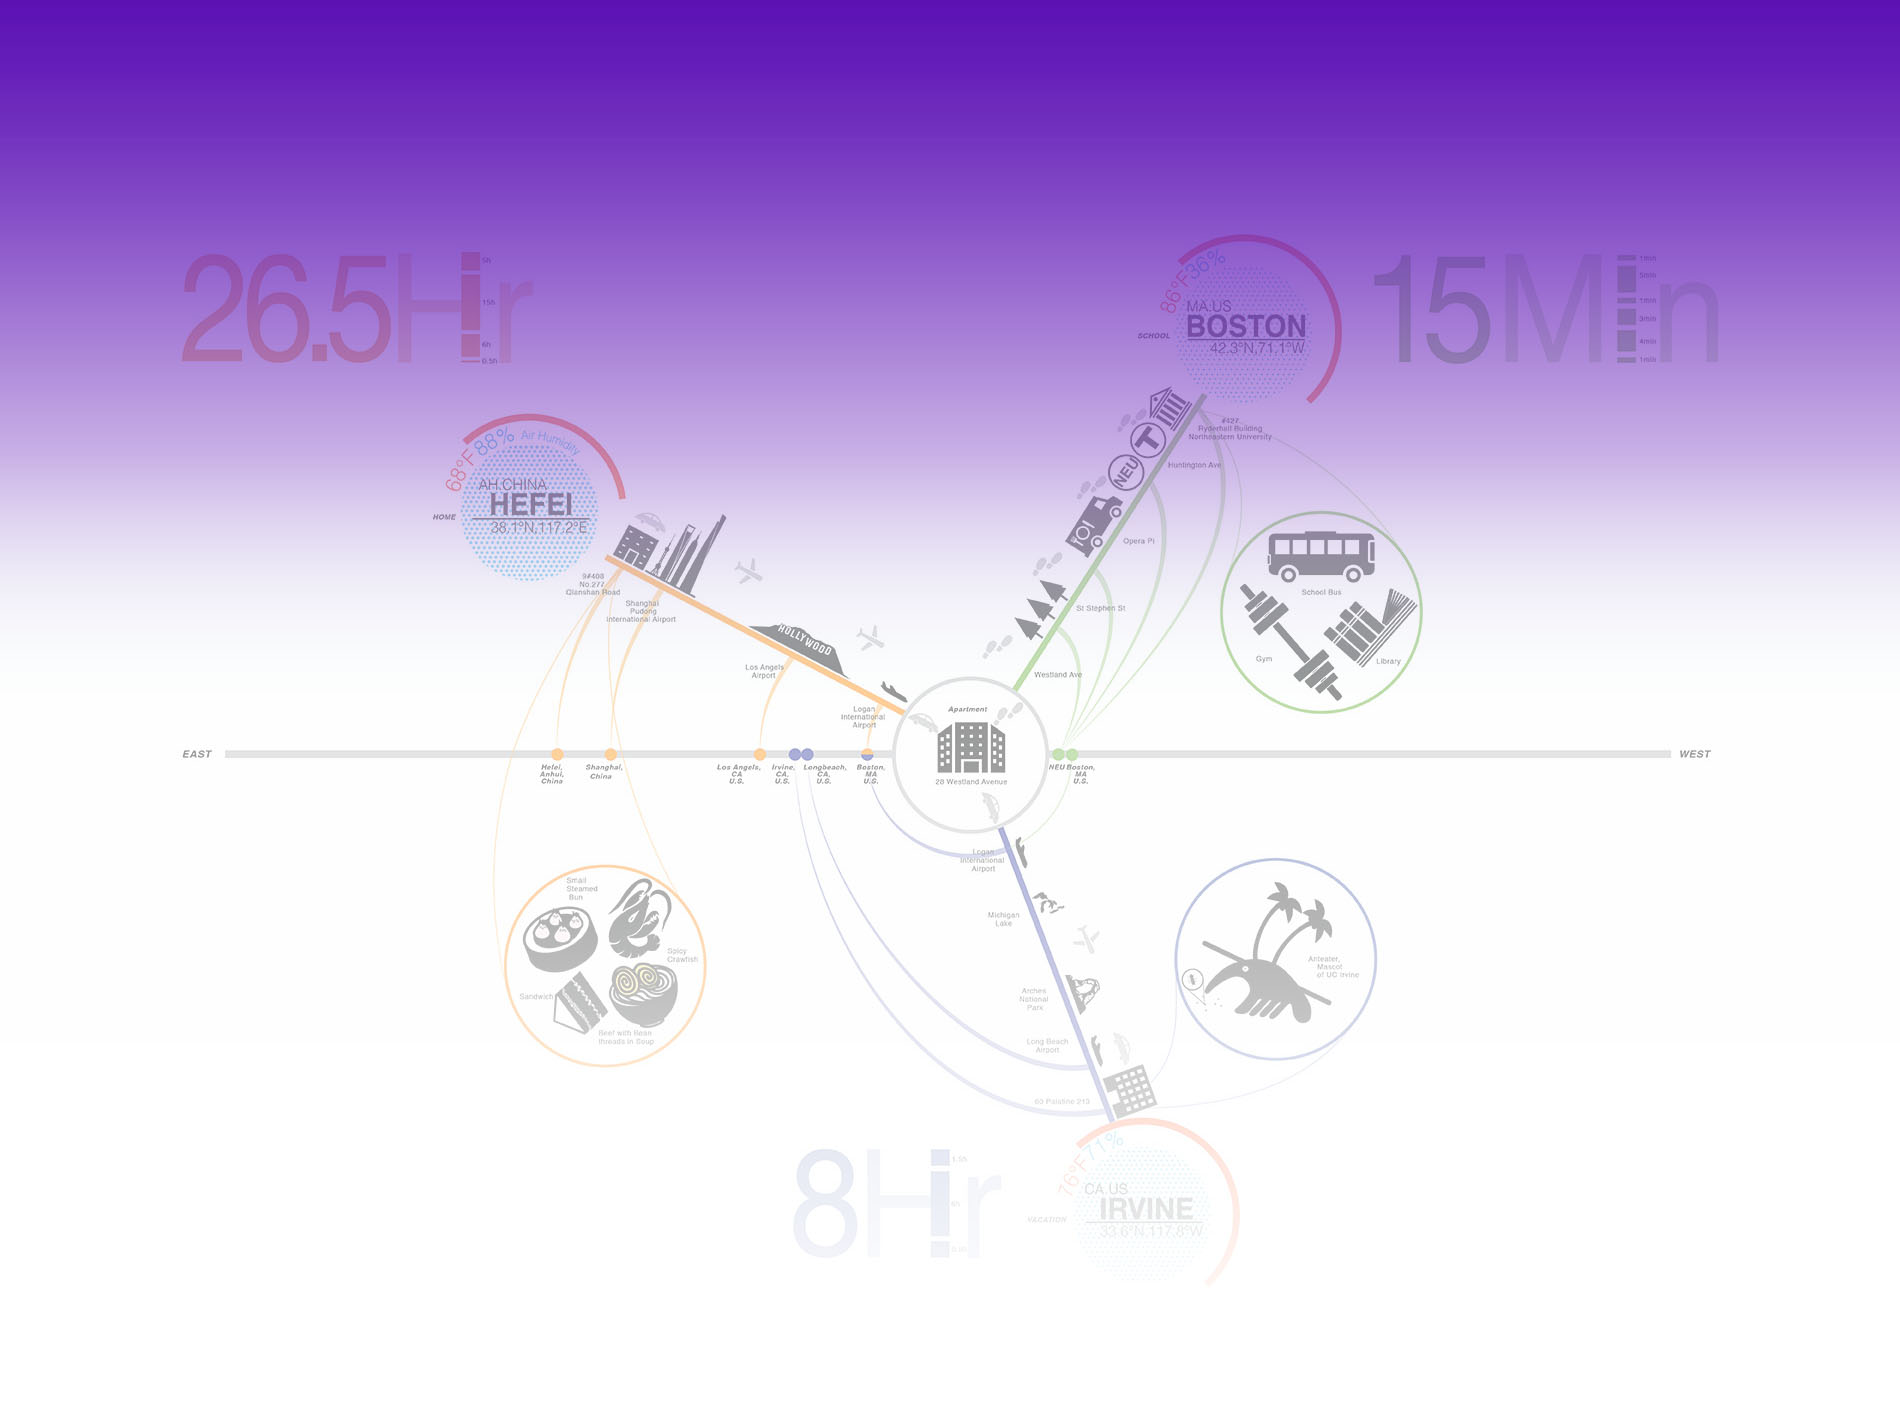 26.5Hr
5h
15h
6h
0.5h
86°F 36%
MA.US
BOSTON
42.3°N,71.1°W
SCHOOL
15Min
1min
5min
1min
3min
4min
1min
68°F 88% Air Humidity
AH.CHINA
HEFEI
38.1°N,117.2°E
HOME
#427
Ryderhall Building
Northeastern University
T
NEU
Huntington Ave
Opera Pl
St Stephen St
Westland Ave
School Bus
Gym
Library
9#408
No.277
Qianshan Road
Shanghai
Pudong
International Airport
HOLLYWOOD
Los Angels
Airport
Logan
International
Airport
Apartment
28 Westland Avenue
EAST
WEST
Hefei,
Anhui,
China
Shanghai,
China
Los Angels,
CA
U.S.
Irvine,
CA,
U.S.
Longbeach,
CA,
U.S.
Boston,
MA
U.S.
NEU
Boston,
MA
U.S.
Small
Steamed
Bun
Spicy
Crawfish
Sandwich
Beef with Bean
threads in Soup
Logan
International
Airport
Michigan
Lake
Arches
National
Park
Long Beach
Airport
60 Palatine 213
Anteater,
Mascot
of UC Irvine
8Hr
1.5h
6h
0.5h
76°F 71%
CA.US
IRVINE
33.6°N,117.8°W
VACATION